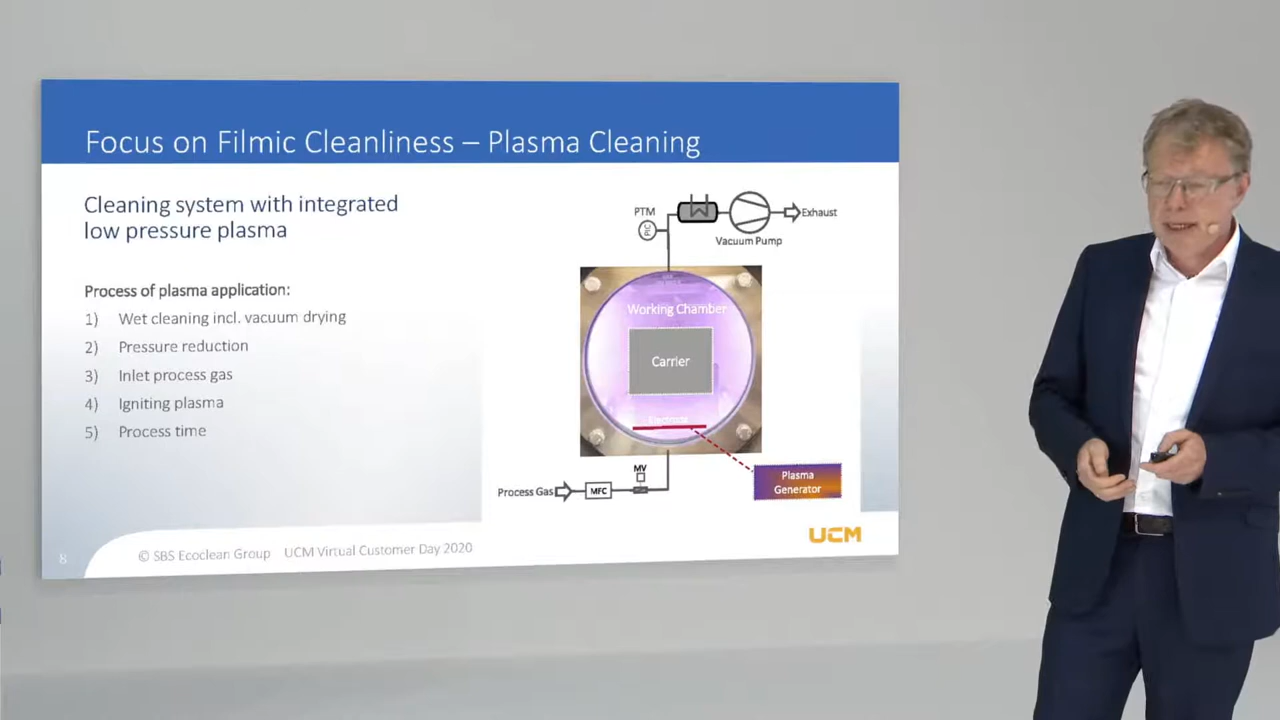 Focus on Filmic Cleanliness – Plasma Cleaning
Cleaning system with integrated
low pressure plasma
Process of plasma application:
1) Wet cleaning incl. vacuum drying
2) Pressure reduction
3) Inlet process gas
4) Igniting plasma
5) Process time
PTM
PIC
Exhaust
Vacuum Pump
Working Chamber
Carrier
Electrode
MV
Process Gas
MFC
Plasma
Generator
UCM
8
© SBS Ecoclean Group UCM Virtual Customer Day 2020